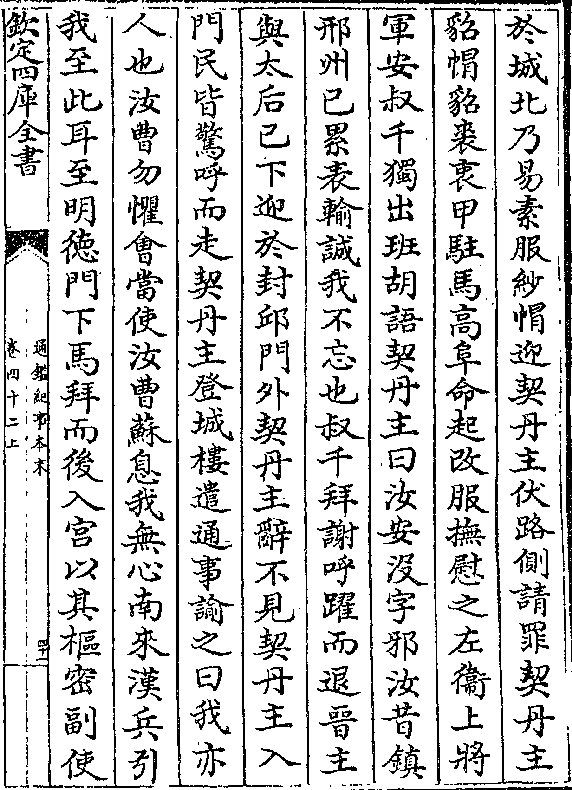 於城北乃易素服紗帽迎契丹主伏路側請罪契丹主
貂帽貂裘衷甲駐馬高阜命起改服撫慰之左衞上將
軍安叔千獨出班胡語契丹主曰汝安沒字邪汝昔鎮
邢州已累表輸誠我不忘也叔千拜謝呼躍而退晉主
與太后已下迎於封邱門外契丹主辭不見契丹主入
門民皆驚呼而走契丹主登城樓遣通事諭之曰我亦
人也汝曹勿懼會當使汝曹蘇息我無心南來漢兵引
我至此耳至明徳門下馬拜而後入宫以其樞密副使
欽定四庫全書
通鑑紀事本末
卷四十二上